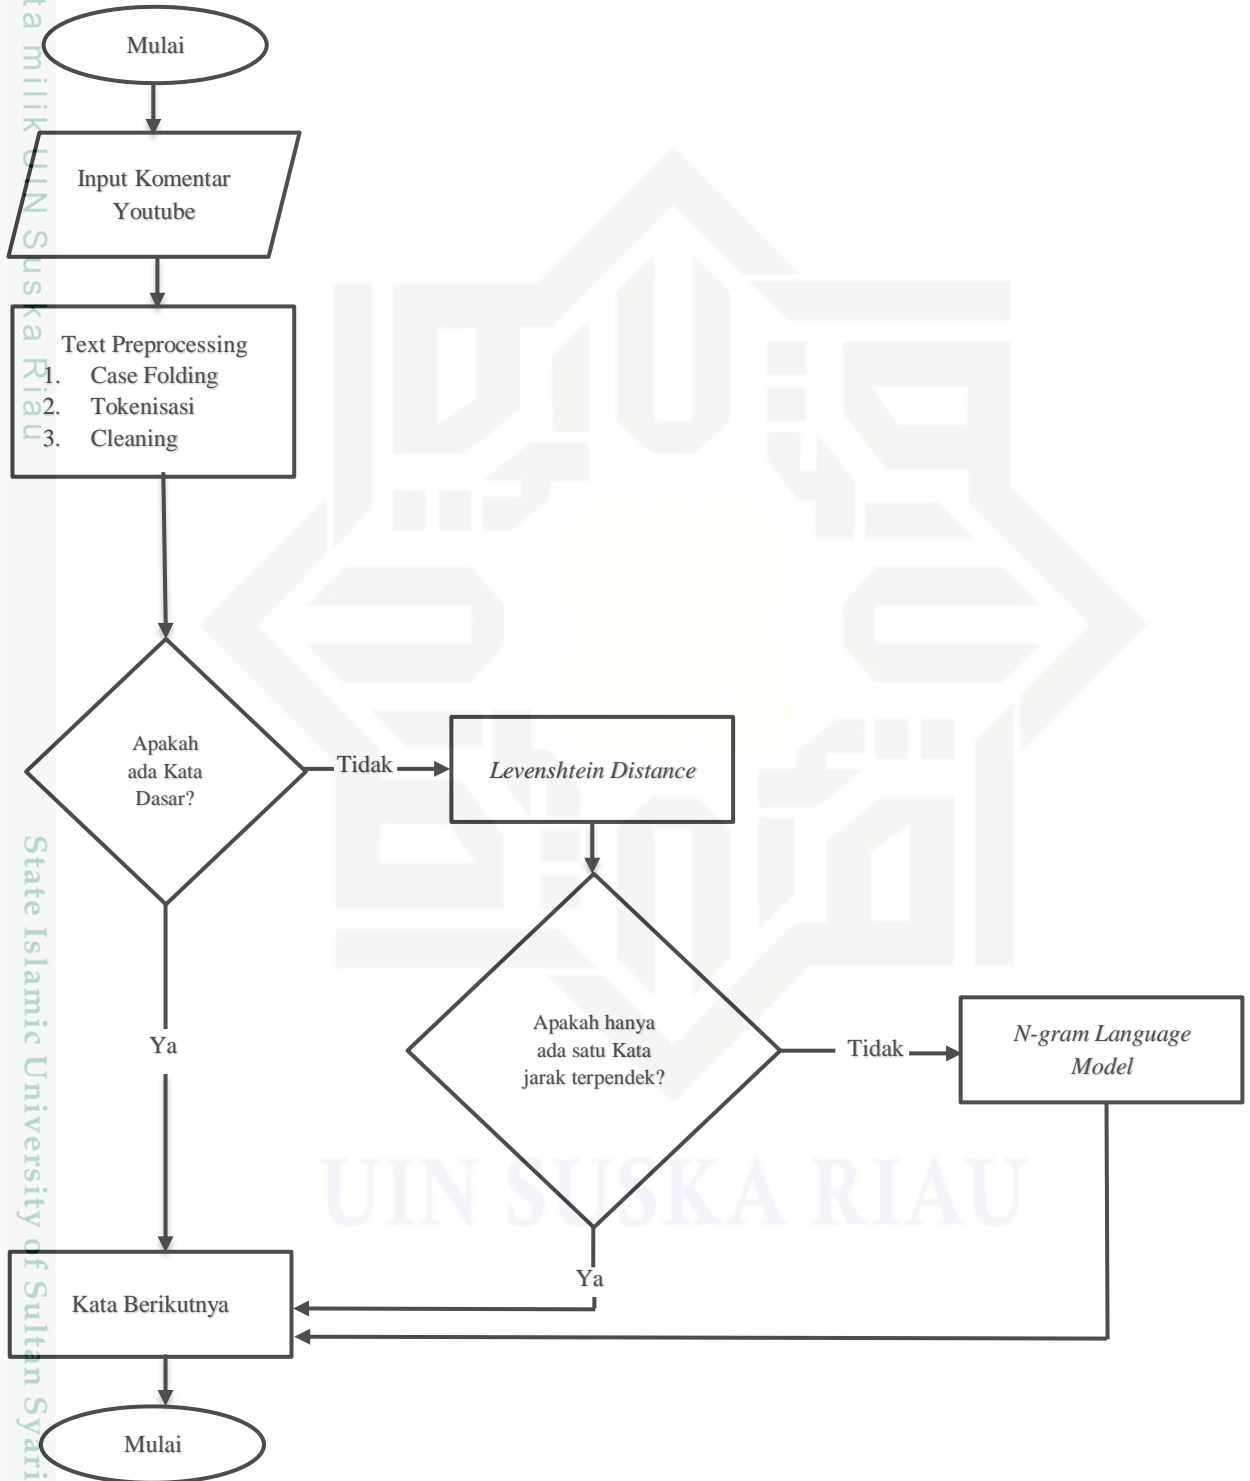 Mulai
Input Komentar
Youtube
Text Preprocessing
1. Case Folding
2. Tokenisasi
3. Cleaning
Apakah
ada Kata
Dasar?
Tidak
Levenshtein Distance
Ya
Apakah hanya
ada satu Kata
jarak terpendek?
Tidak
N-gram Language
Model
Ya
Kata Berikutnya
Mulai
UIN SUSKA RIAU
milik UIN Suska Riau
State Islamic University of Sultan